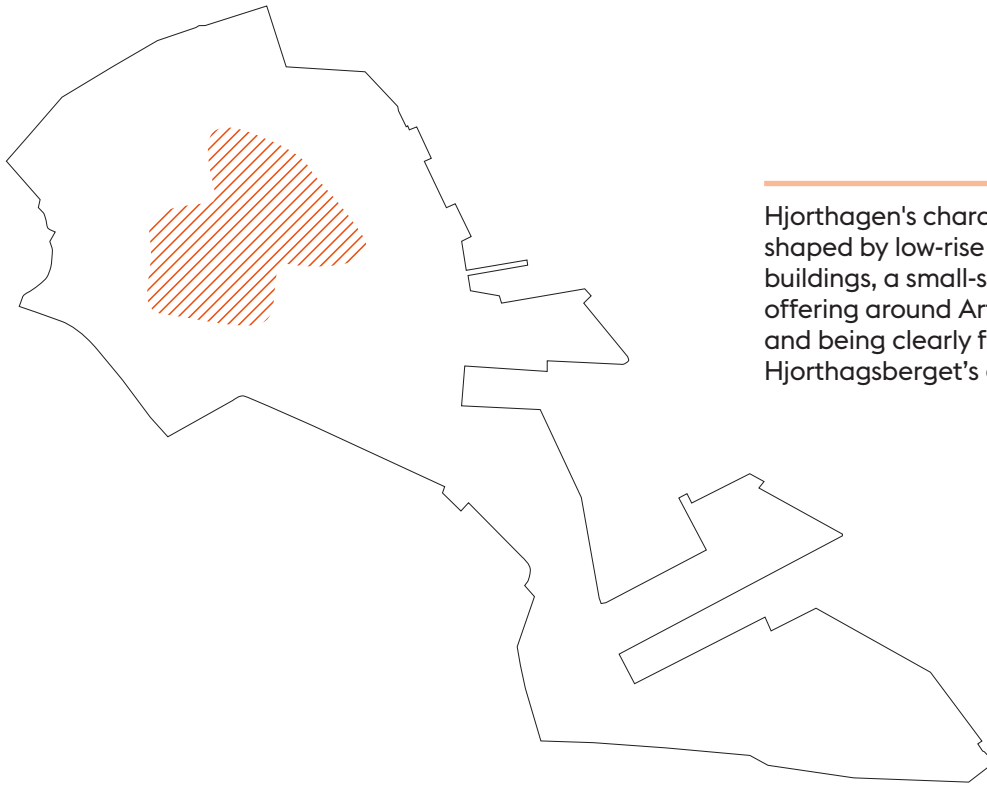 Hjorthagen's
shaped by low-rise
buildings, a
offering around
and being clearly
Hjorthagsberget's